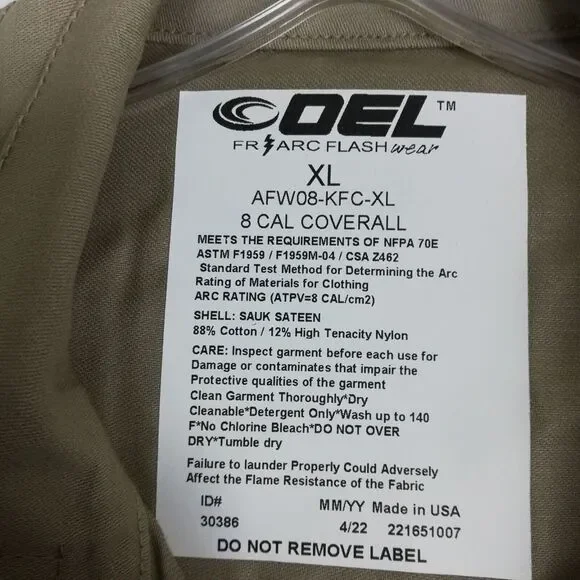 OEL ™
FR ARC FLASH wear
XL
AFW08-KFC-XL
8 CAL COVERALL
MEETS THE REQUIREMENTS OF NFPA 70E
ASTM F1959 / F1959M-04 / CSA Z462
Standard Test Method for Determining the Arc
Rating of Materials for Clothing
ARC RATING (ATPV=8 CAL/cm2)
SHELL: SAUK SATEEN
88% Cotton / 12% High Tenacity Nylon
CARE: Inspect garment before each use for
Damage or contaminates that impair the
Protective qualities of the garment
Clean Garment Thoroughly*Dry
Cleanable*Detergent Only*Wash up to 140
F*No Chlorine Bleach*DO NOT OVER
DRY*Tumble dry
Failure to launder Properly Could Adversely
Affect the Flame Resistance of the Fabric
ID# MM/YY Made in USA
30386 4/22 221651007
DO NOT REMOVE LABEL